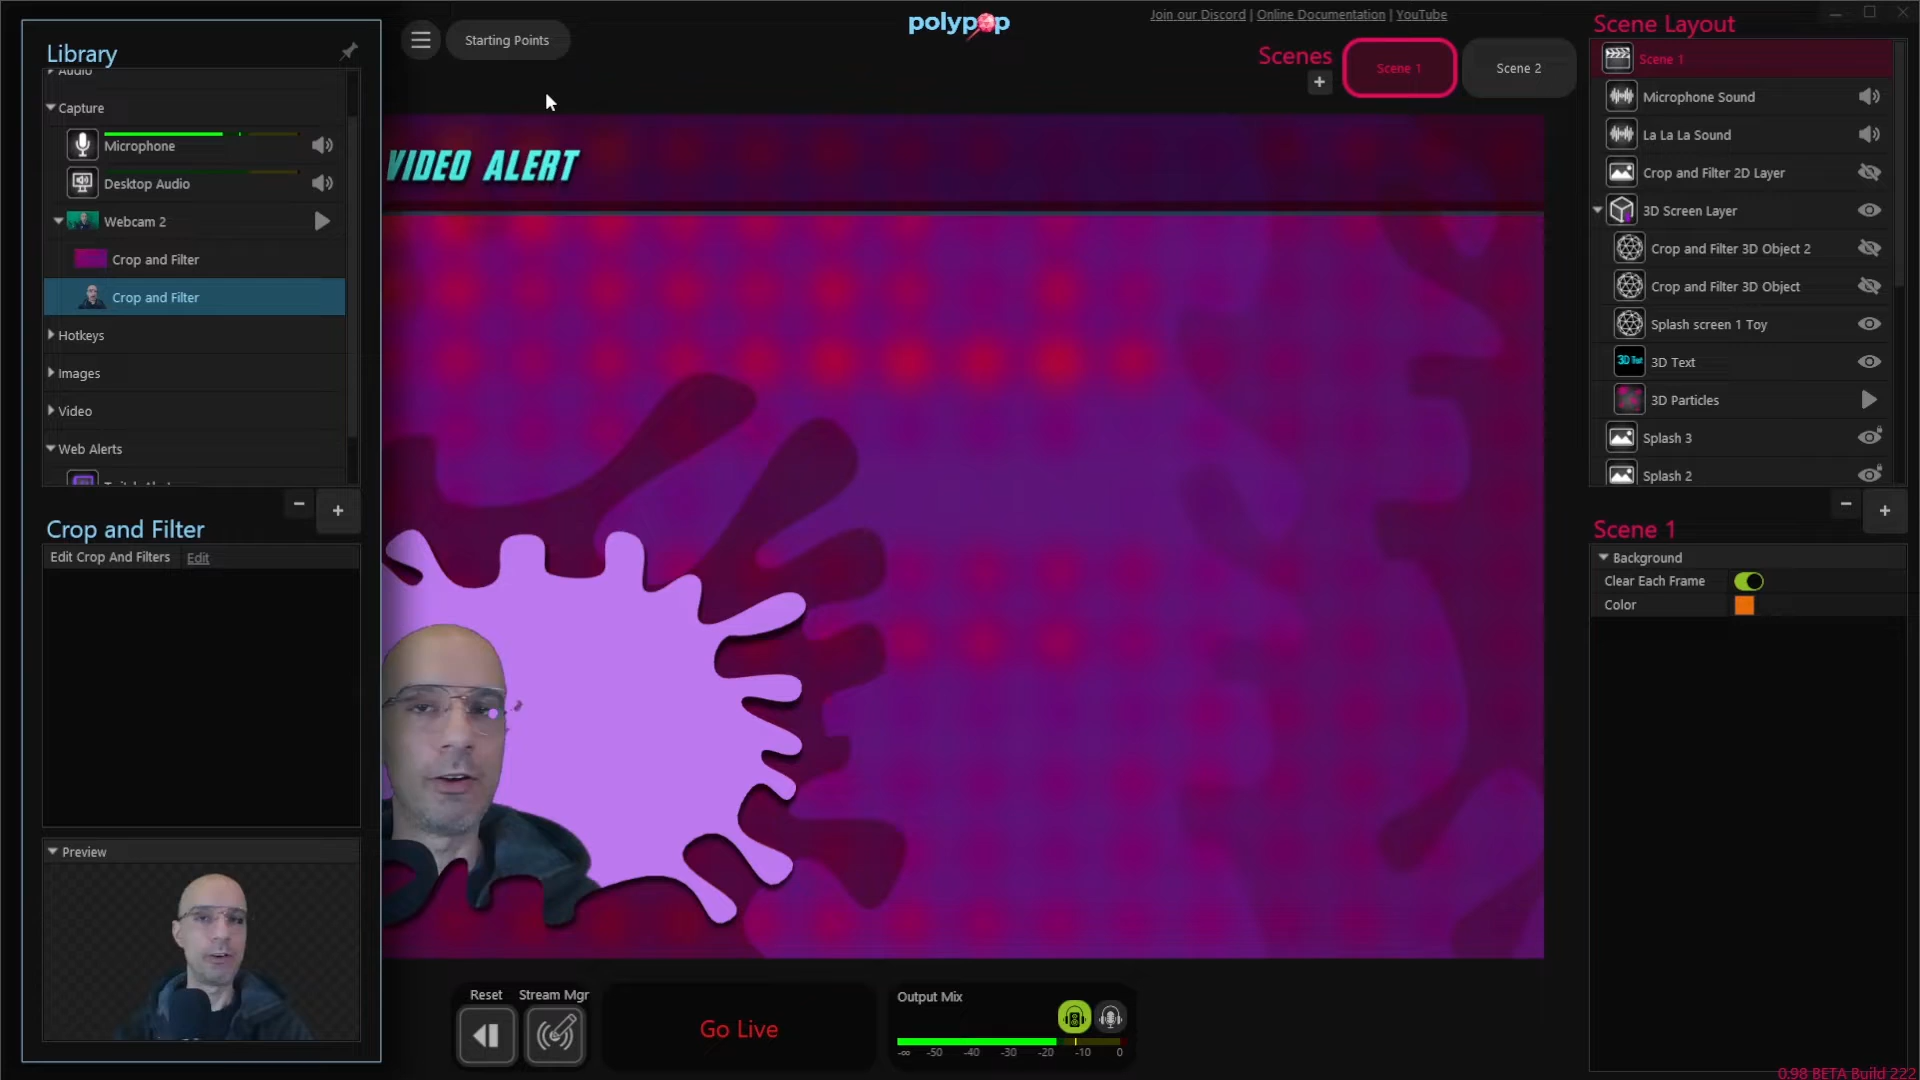 Library
Audio
Capture
Microphone
Desktop Audio
Webcam 2
Crop and Filter
Crop and Filter
Hotkeys
Images
Video
Web Alerts
Crop and Filter
Edit Crop And Filters Edit
Preview
Starting Points
polypop
Join our Discord | Online Documentation | YouTube
Scenes
Scene 1
Scene 2
VIDEO ALERT
Reset
Stream Mgr
Go Live
Output Mix
-∞ -50 -40 -30 -20 -10 0
Scene Layout
Scene 1
Microphone Sound
La La La Sound
Crop and Filter 2D Layer
3D Screen Layer
Crop and Filter 3D Object 2
Crop and Filter 3D Object
Splash screen 1 Toy
3D Text 3D Text
3D Particles
Splash 3
Splash 2
Scene 1
Background
Clear Each Frame
Color
0.98 BETA Build 222